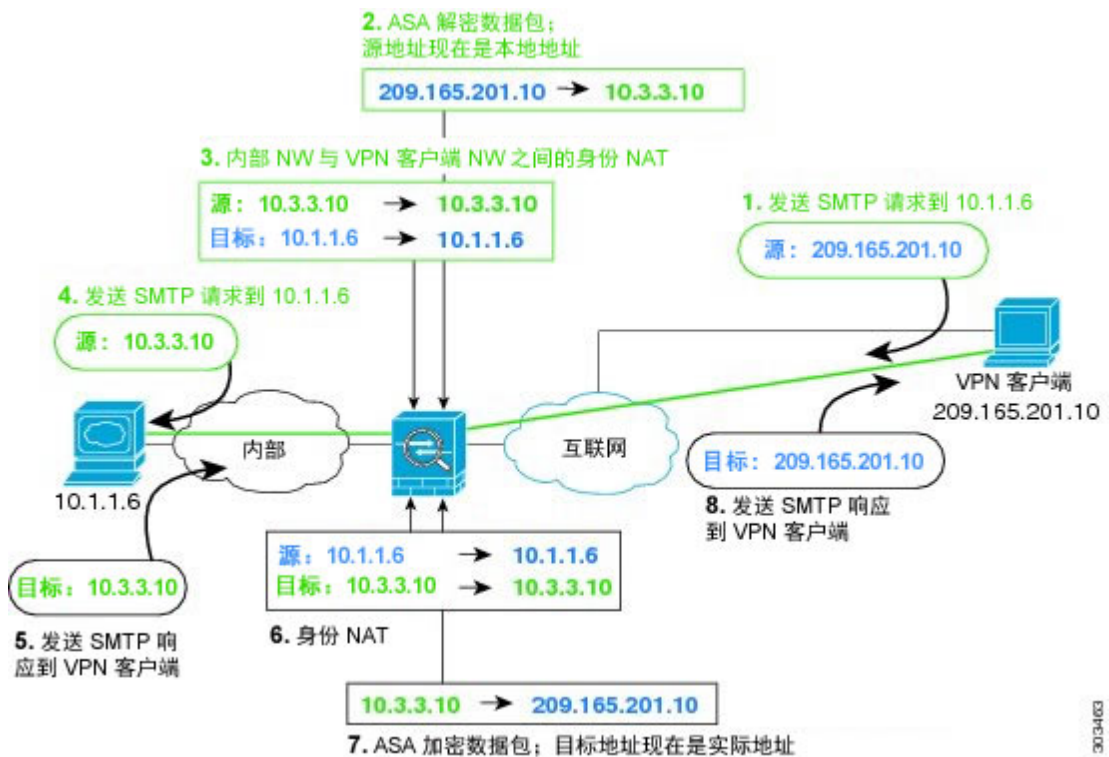 2. ASA 解密数据包；
源地址现在是本地地址
209.165.201.10 → 10.3.3.10
3. 内部 NW 与 VPN 客户端 NW 之间的身份 NAT
源：10.3.3.10 → 10.3.3.10
目标：10.1.1.6 → 10.1.1.6
1. 发送 SMTP 请求到 10.1.1.6
源：209.165.201.10
4. 发送 SMTP 请求到 10.1.1.6
源：10.3.3.10
内部
互联网
VPN 客户端
209.165.201.10
10.1.1.6
目标：209.165.201.10
8. 发送 SMTP 响应
到 VPN 客户端
目标：10.3.3.10
5. 发送 SMTP 响
应到 VPN 客户端
源：10.1.1.6 → 10.1.1.6
目标：10.3.3.10 → 10.3.3.10
6. 身份 NAT
10.3.3.10 → 209.165.201.10
7. ASA 加密数据包；目标地址现在是实际地址
303463